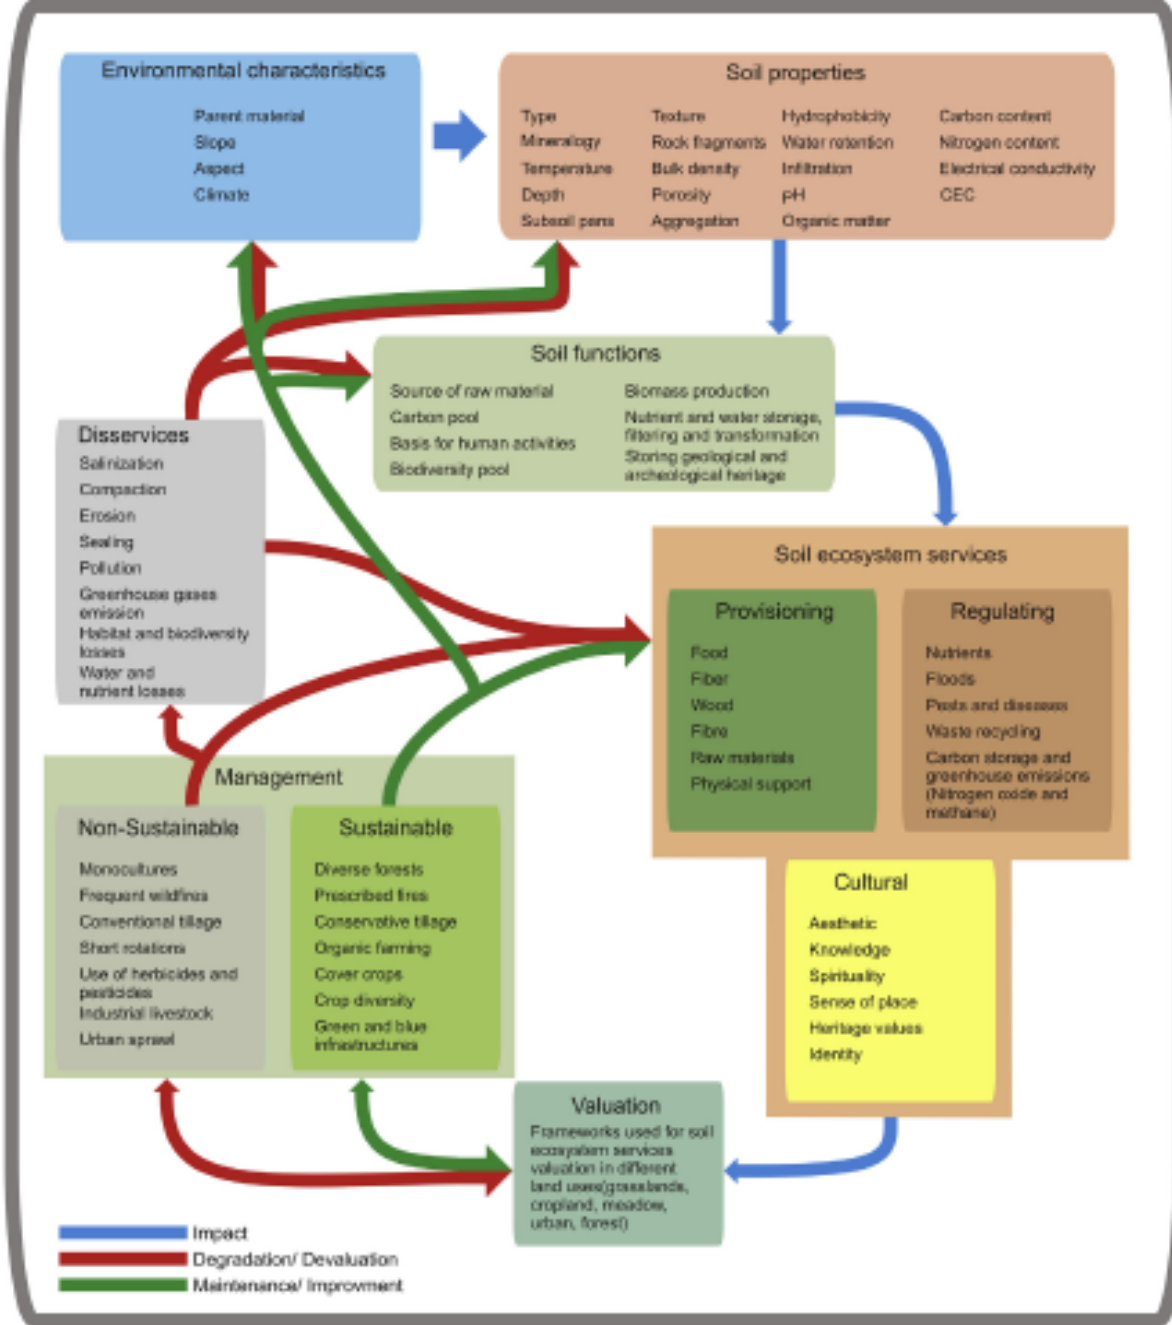 Environmental characteristics
Parent material
Slope
Aspect
Climate
Soil properties
Type
Mineralogy
Temperature
Depth
Subsoil pans
Texture
Rock fragments
Bulk density
Porosity
Aggregation
Hydrophobicity
Water retention
Infiltration
pH
Organic matter
Carbon content
Nitrogen content
Electrical conductivity
CEC
Soil functions
Source of raw material
Carbon pool
Basis for human activities
Biodiversity pool
Biomass production
Nutrient and water storage,
filtering and transformation
Storing geological and
archeological heritage
Disservices
Salinization
Compaction
Erosion
Sealing
Pollution
Greenhouse gases
emission
Habitat and biodiversity
losses
Water and
nutrient losses
Soil ecosystem services
Provisioning
Food
Fiber
Wood
Fibre
Raw materials
Physical support
Regulating
Nutrients
Floods
Pests and diseases
Waste recycling
Carbon storage and
greenhouse emissions
(Nitrogen oxide and
methane)
Cultural
Aesthetic
Knowledge
Spirituality
Sense of place
Heritage values
Identity
Management
Non-Sustainable
Monocultures
Frequent wildfires
Conventional tillage
Short rotations
Use of herbicides and
pesticides
Industrial livestock
Urban sprawl
Sustainable
Diverse forests
Prescribed fires
Conservative tillage
Organic farming
Cover crops
Crop diversity
Green and blue
infrastructures
Valuation
Frameworks used for soil
ecosystem services
valuation in different
land uses(grasslands,
cropland, meadow,
urban, forest)
Impact
Degradation/ Devaluation
Maintenance/ Improvment